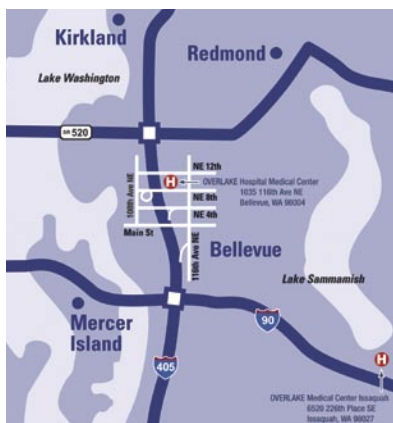 Kirkland
Redmond
Lake Washington
SR 520
NE 12th
H
OVERLAKE Hospital Medical Center
1035 116th Ave NE
Bellevue, WA 98004
108th Ave NE
NE 8th
NE 4th
Main St
116th Ave NE
Bellevue
Lake Sammamish
Mercer
Island
90
405
H
OVERLAKE Medical Center Issaquah
6520 226th Place SE
Issaquah, WA 98027